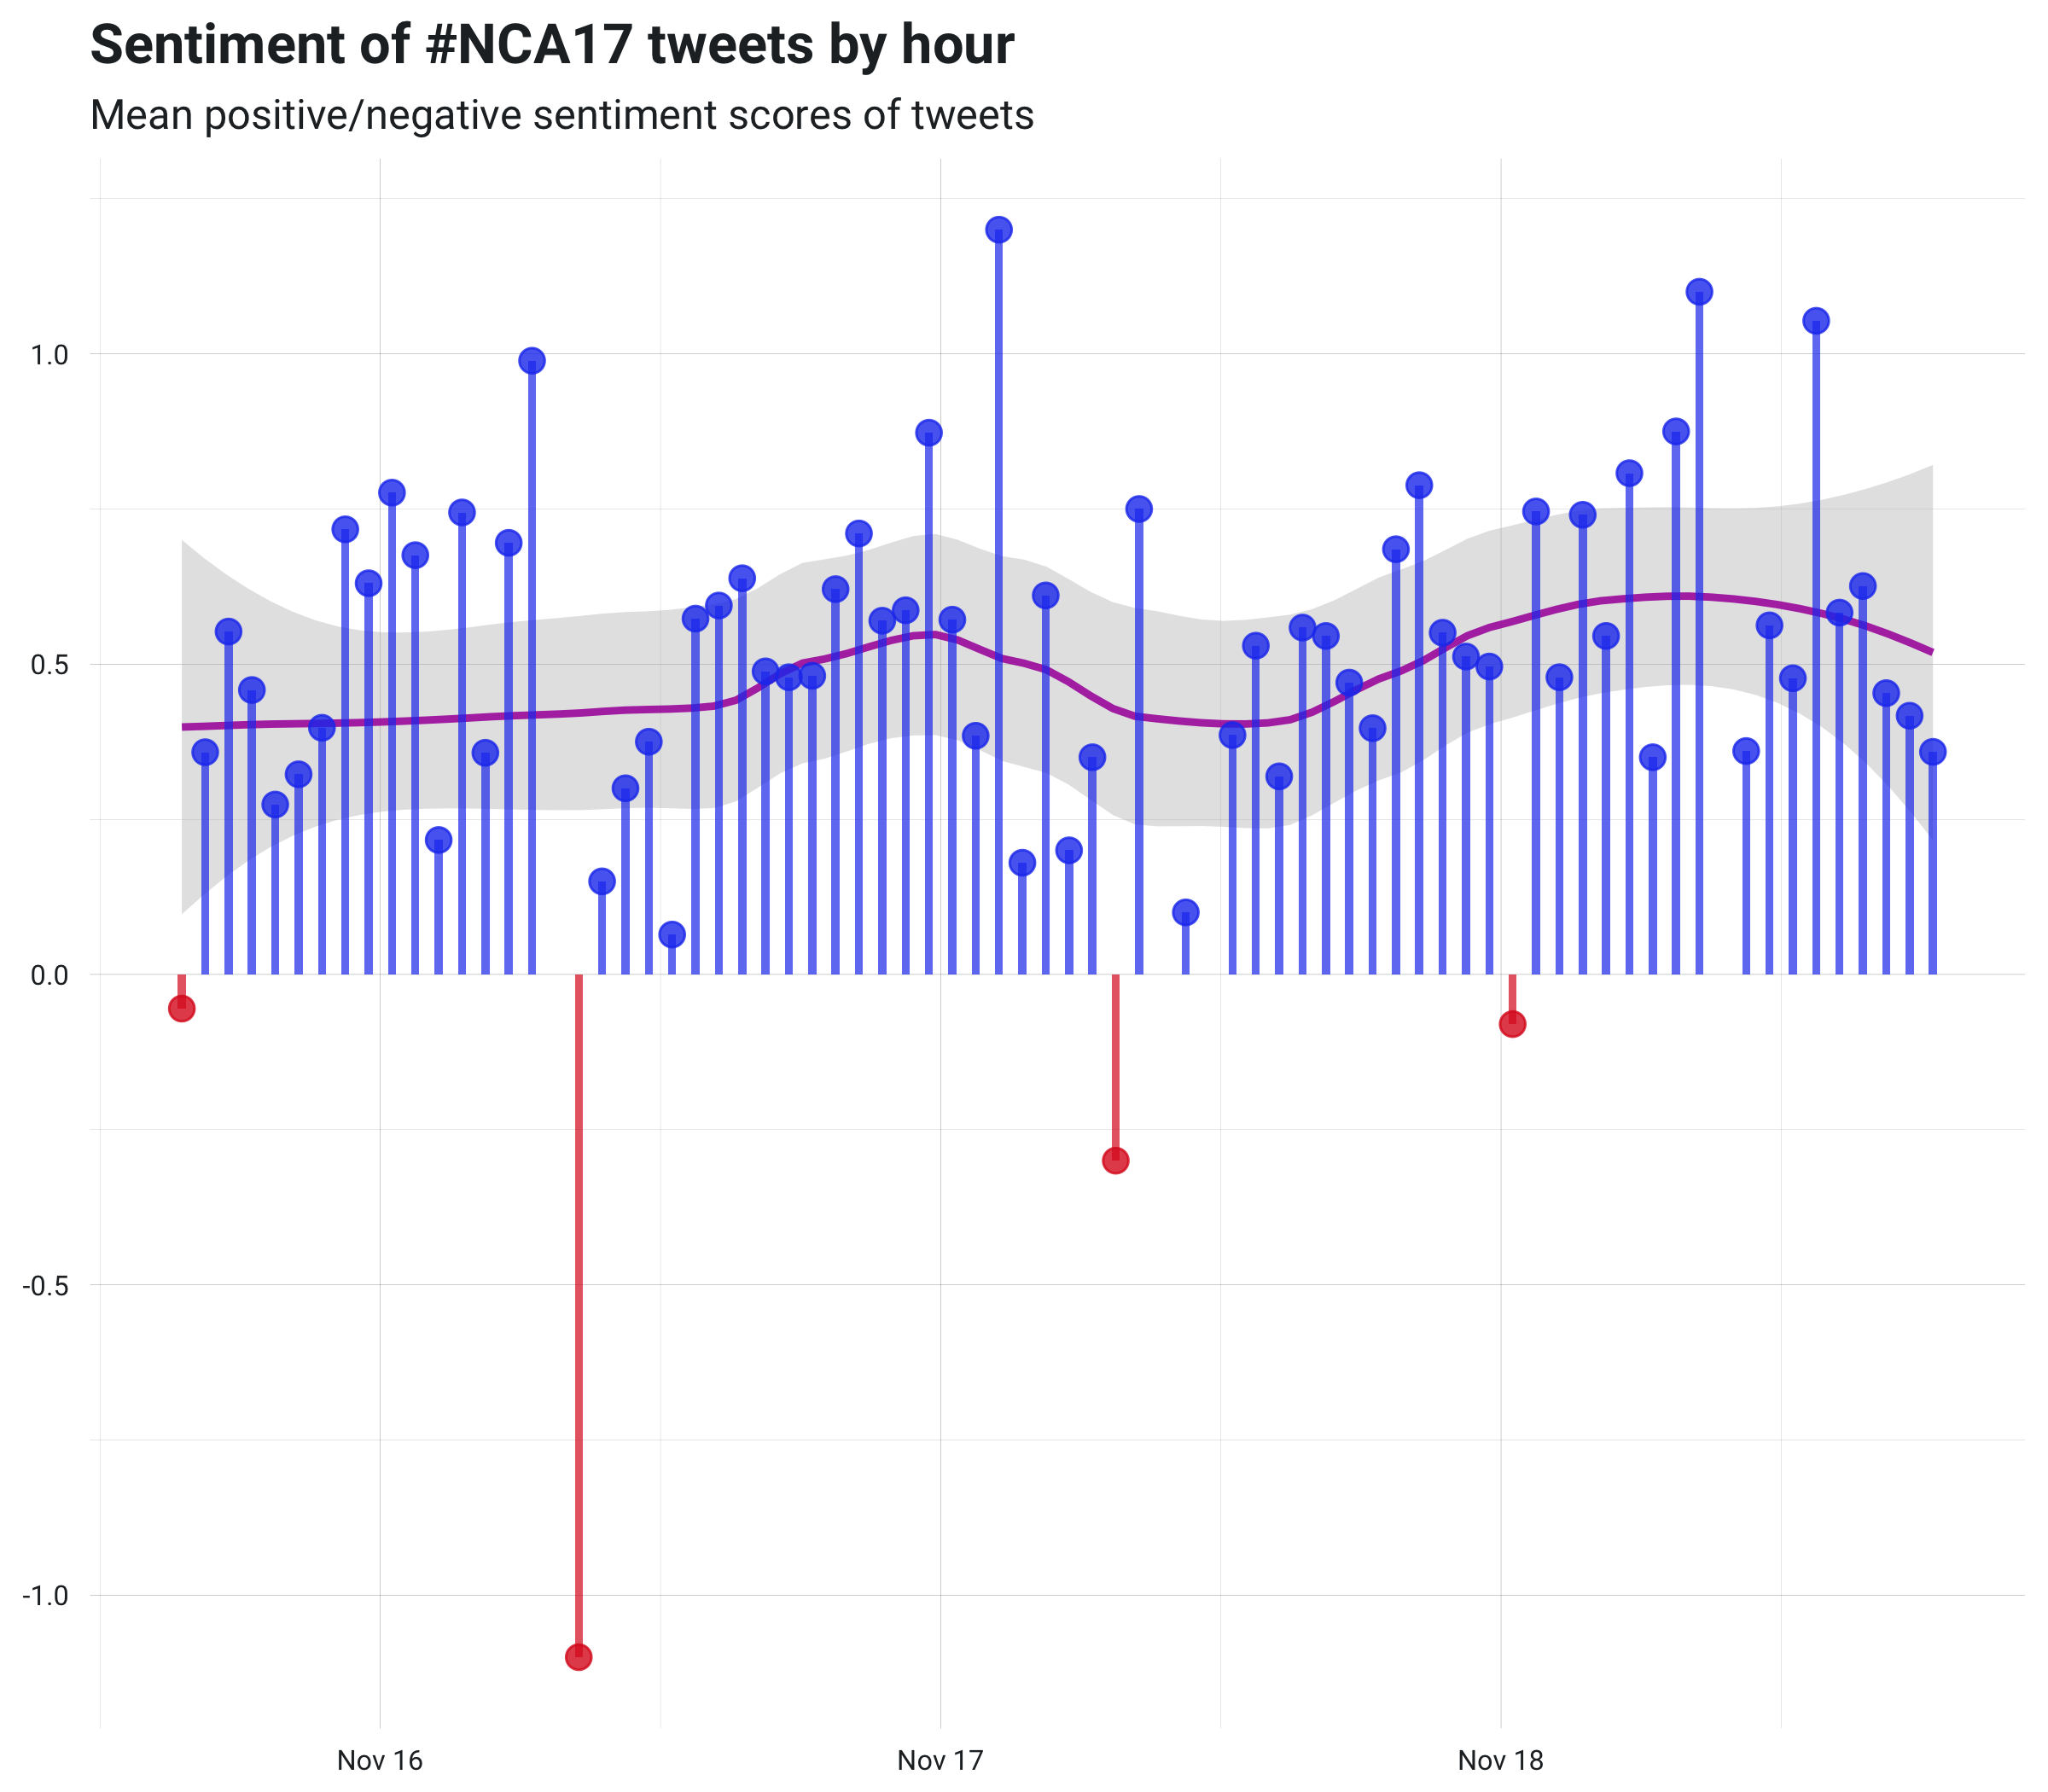 Sentiment of #NCA17 tweets by hour
Mean positive/negative sentiment scores of tweets
1.0
0.5
0.0
-0.5
-1.0
Nov 16 Nov 17 Nov 18